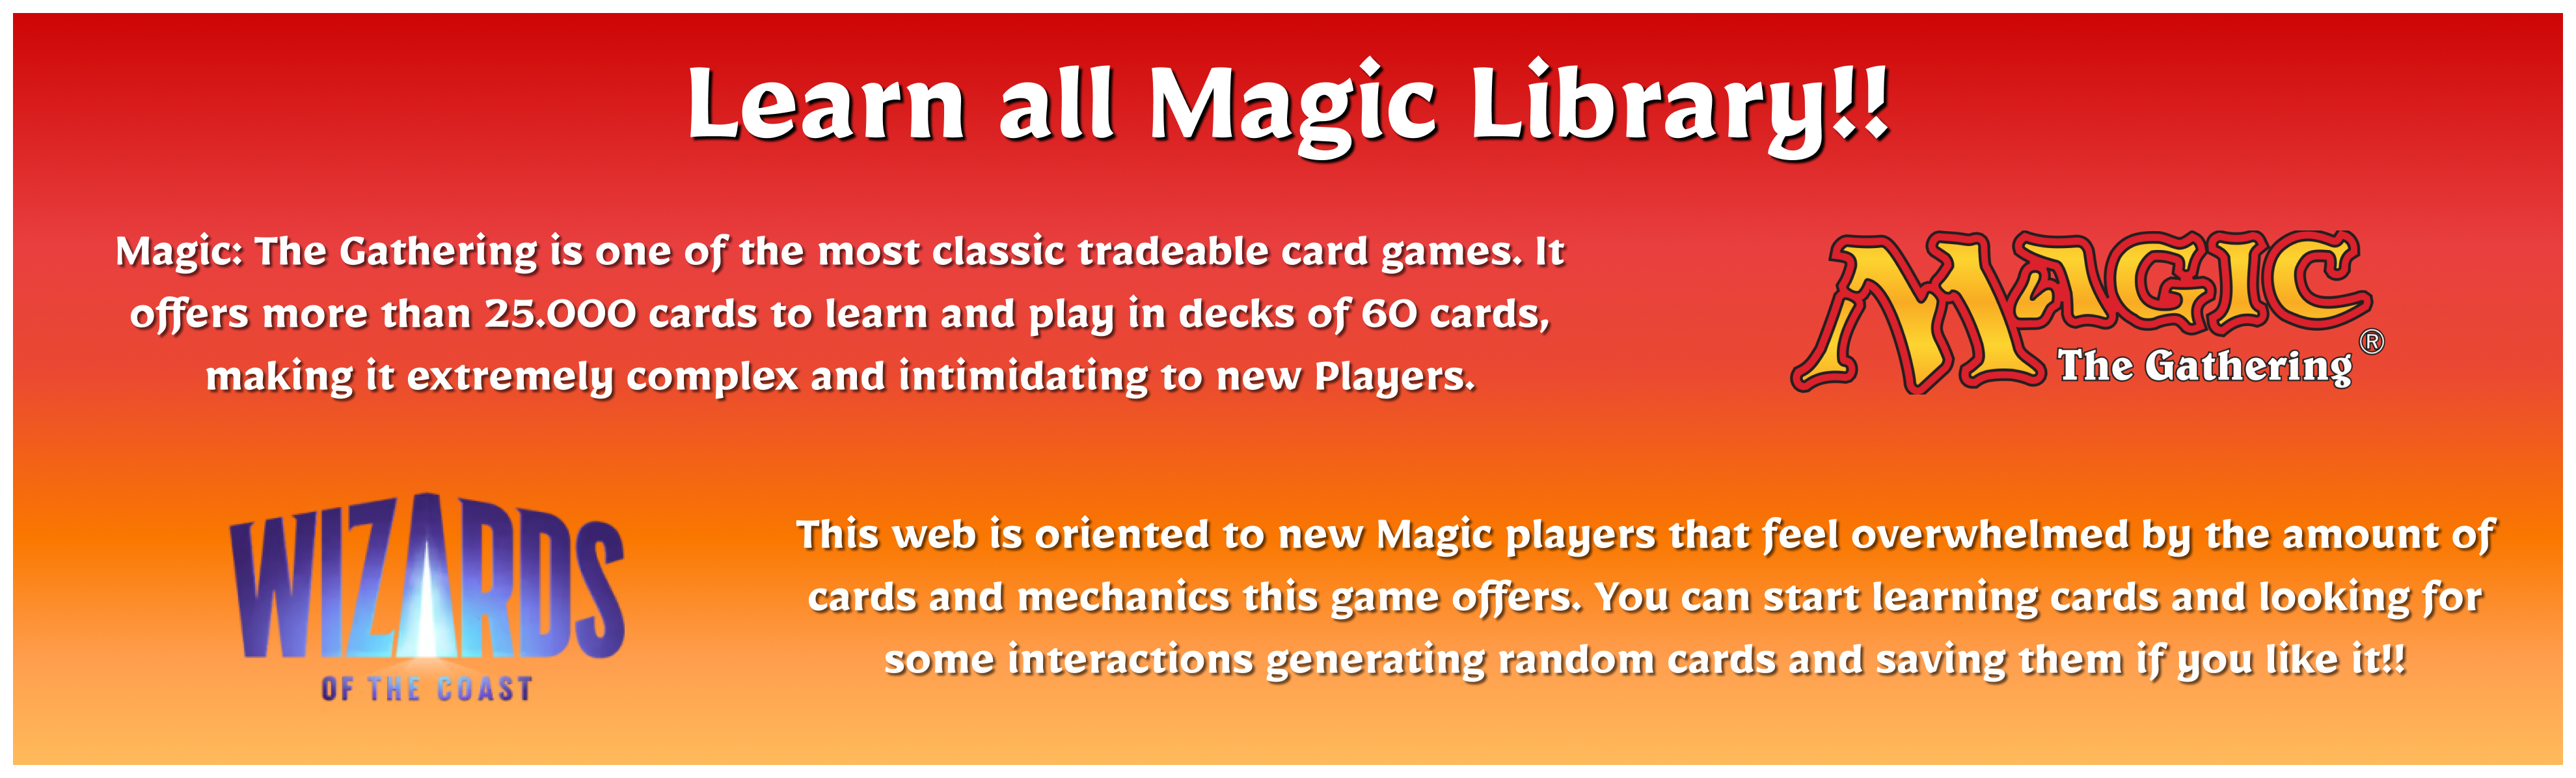 Learn all Magic Library!!
Magic: The Gathering is one of the most classic tradeable card games. It
offers more than 25.000 cards to learn and play in decks of 60 cards,
making it extremely complex and intimidating to new Players.
MAGIC
The Gathering®
WIZARDS
OF THE COAST
This web is oriented to new Magic players that feel overwhelmed by the amount of
cards and mechanics this game offers. You can start learning cards and looking for
some interactions generating random cards and saving them if you like it!!